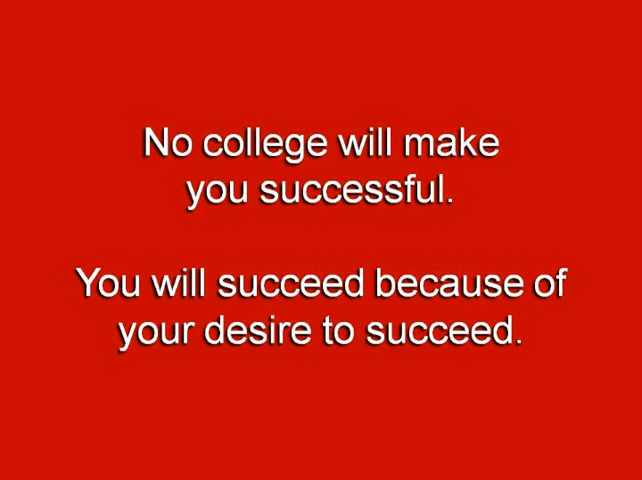 No college will make
you successful.
You will succeed because of
your desire to succeed.